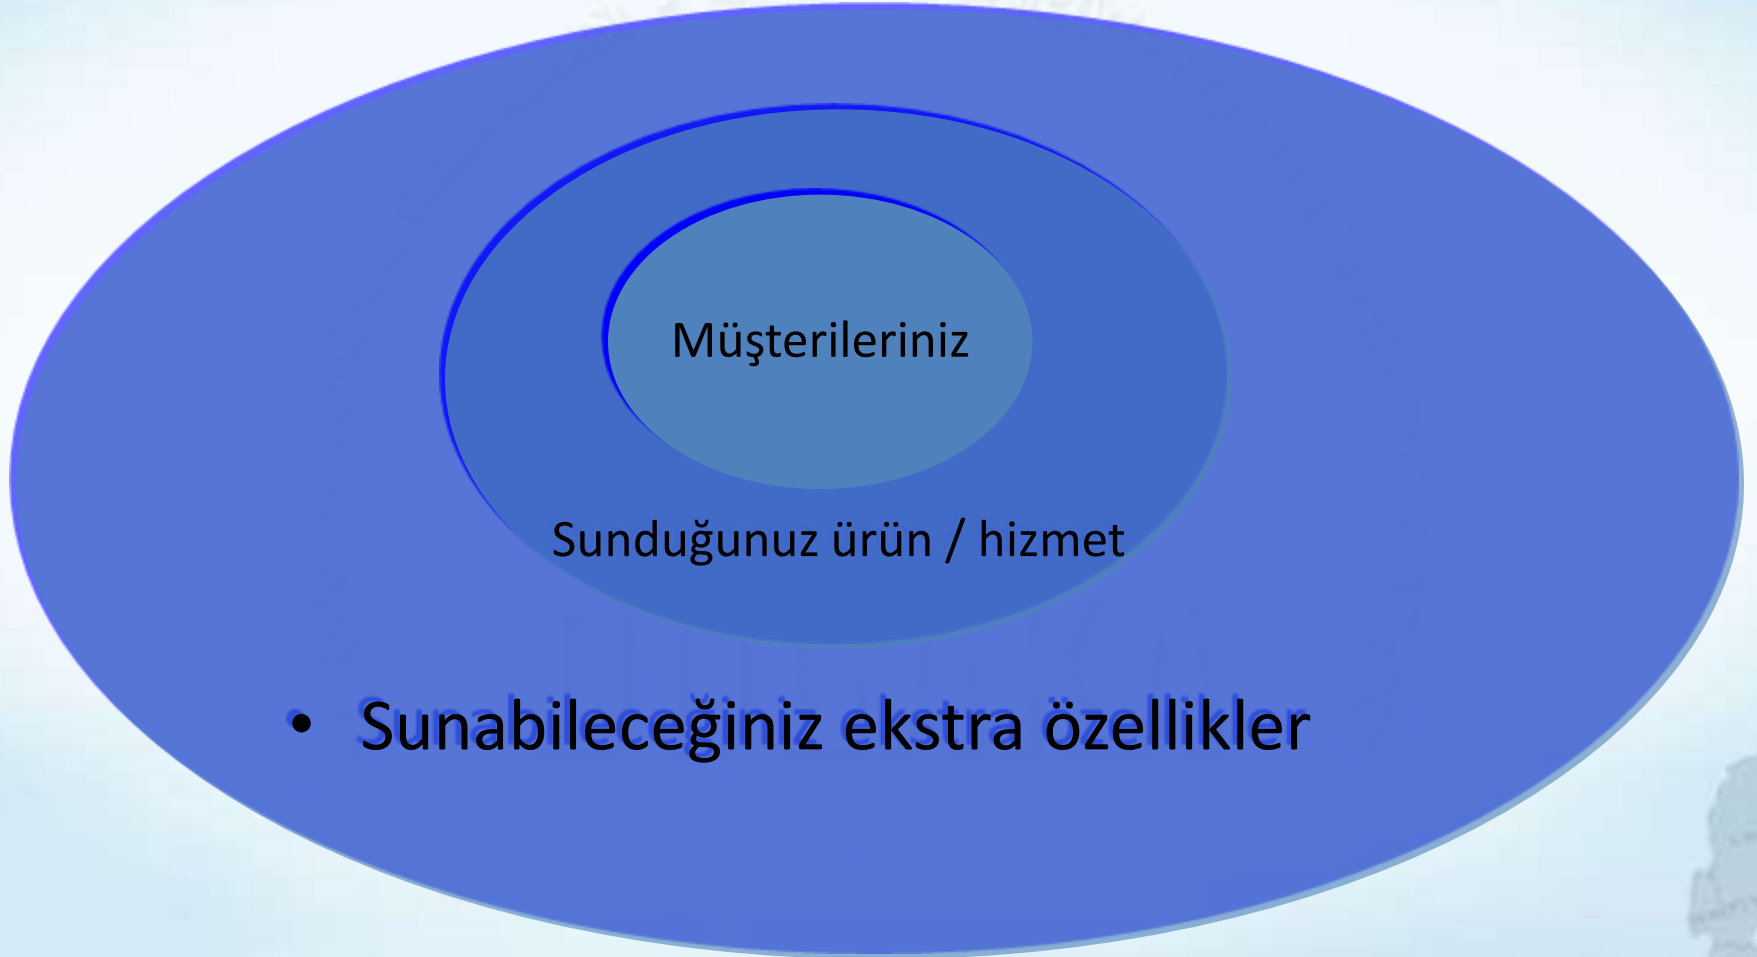 Müşterileriniz
Sunduğunuz ürün / hizmet
• Sunabileceğiniz ekstra özellikler